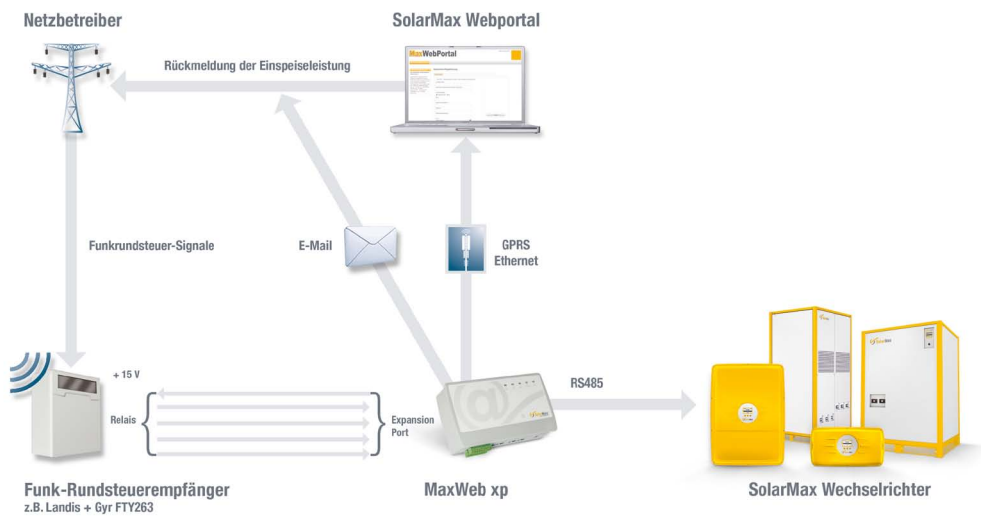 Netzbetreiber
SolarMax Webportal
MaxWebPortal
Rückmeldung der Einspeiseleistung
Funkrundsteuer-Signale
E-Mail
GPRS
Ethernet
+ 15 V
Relais
Expansion
Port
RS485
Funk-Rundsteuerempfänger
z.B. Landis + Gyr FTY263
MaxWeb xp
SolarMax Wechselrichter